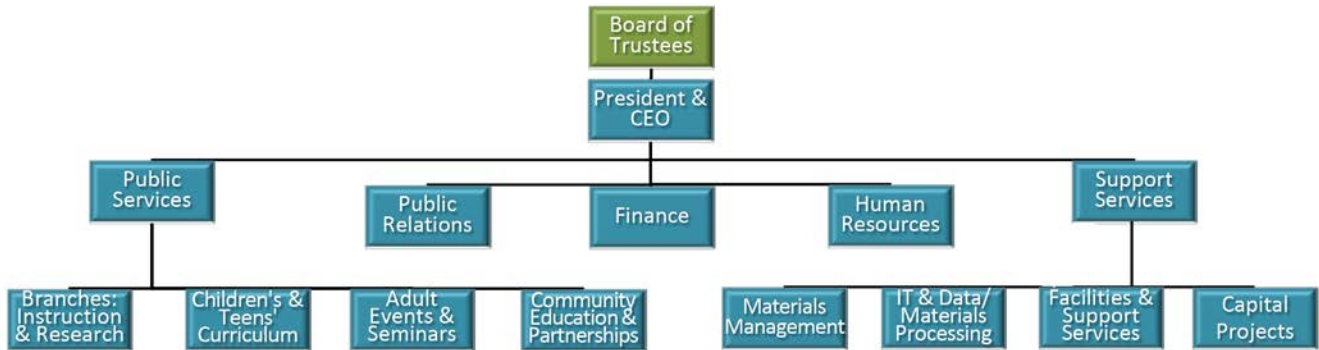 Board of
Trustees
President &
CEO
Public
Services
Public
Relations
Finance
Human
Resources
Support
Services
Branches:
Instruction
& Research
Children's &
Teens'
Curriculum
Adult
Events &
Seminars
Community
Education &
Partnerships
Materials
Management
IT & Data/
Materials
Processing
Facilities &
Support
Services
Capital
Projects